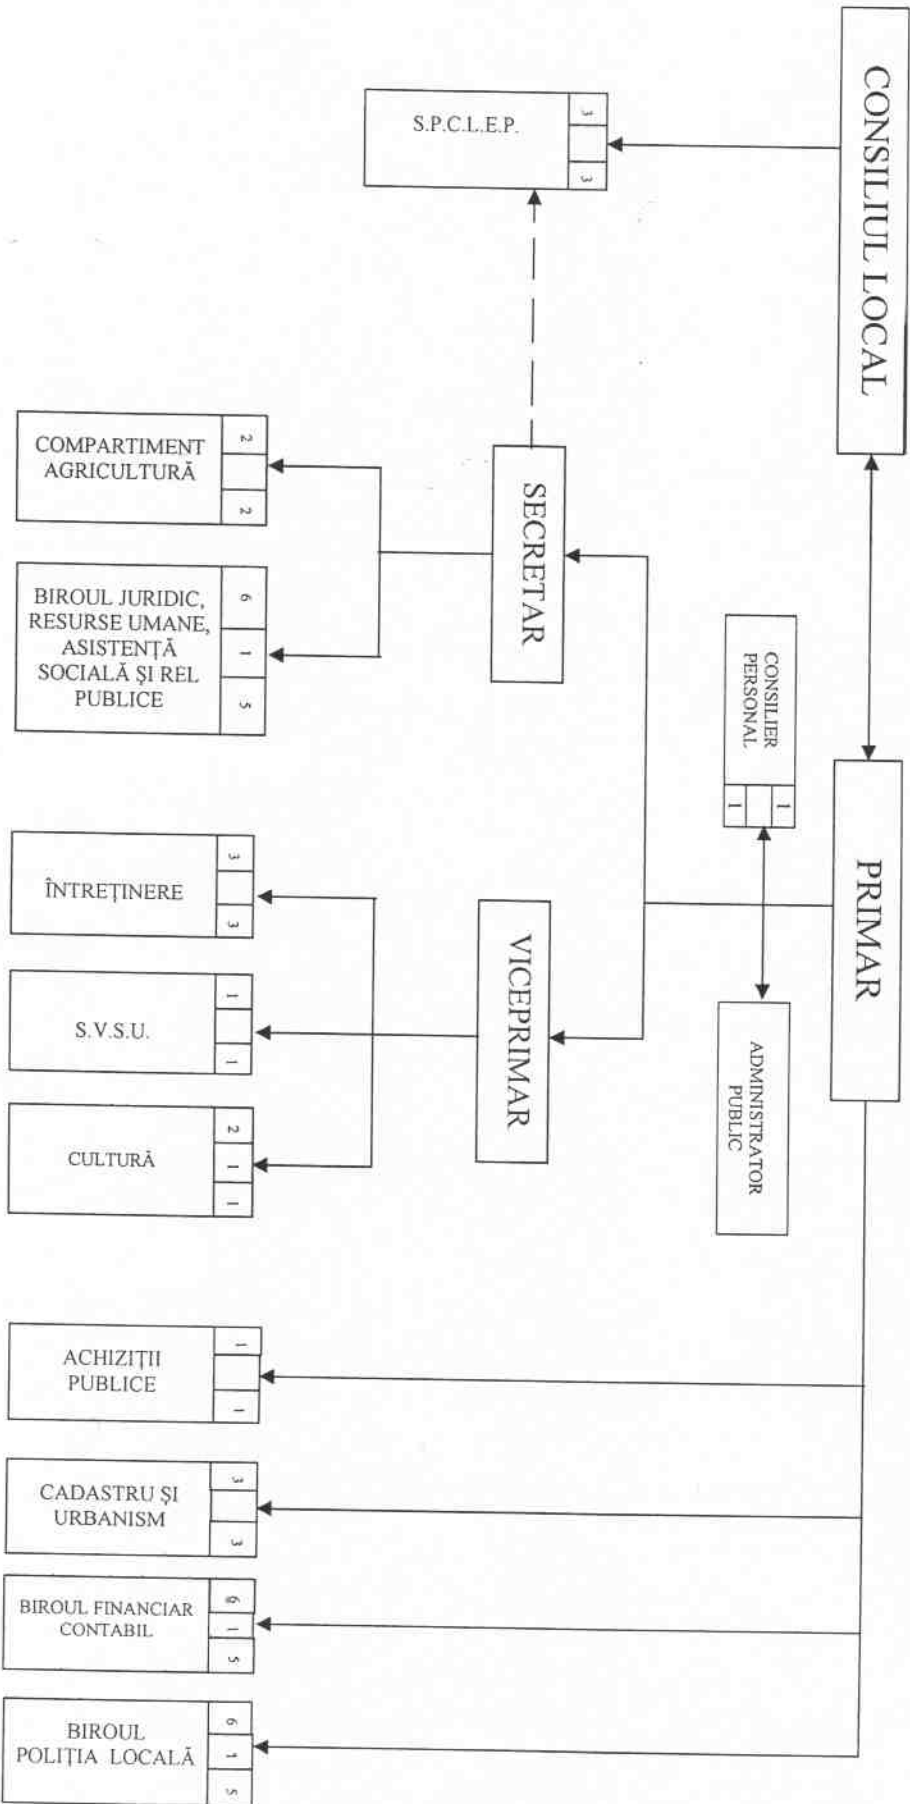 CONSILIUL LOCAL
PRIMAR
CONSILIER
PERSONAL
1
1
ADMINISTRATOR
PUBLIC
SECRETAR
VICEPRIMAR
S.P.C.L.E.P.
3
3
COMPARTIMENT
AGRICULTURĂ
2
2
BIROUL JURIDIC,
RESURSE UMANE,
ASISTENȚĂ
SOCIALĂ ȘI REL
PUBLICE
6
1
5
ÎNTREȚINERE
3
3
S.V.S.U.
1
1
CULTURĂ
2
1
1
ACHIZIȚII
PUBLICE
1
1
CADASTRU ȘI
URBANISM
3
3
BIROUL FINANCIAR
CONTABIL
6
1
5
BIROUL
POLIȚIA LOCALĂ
6
1
5